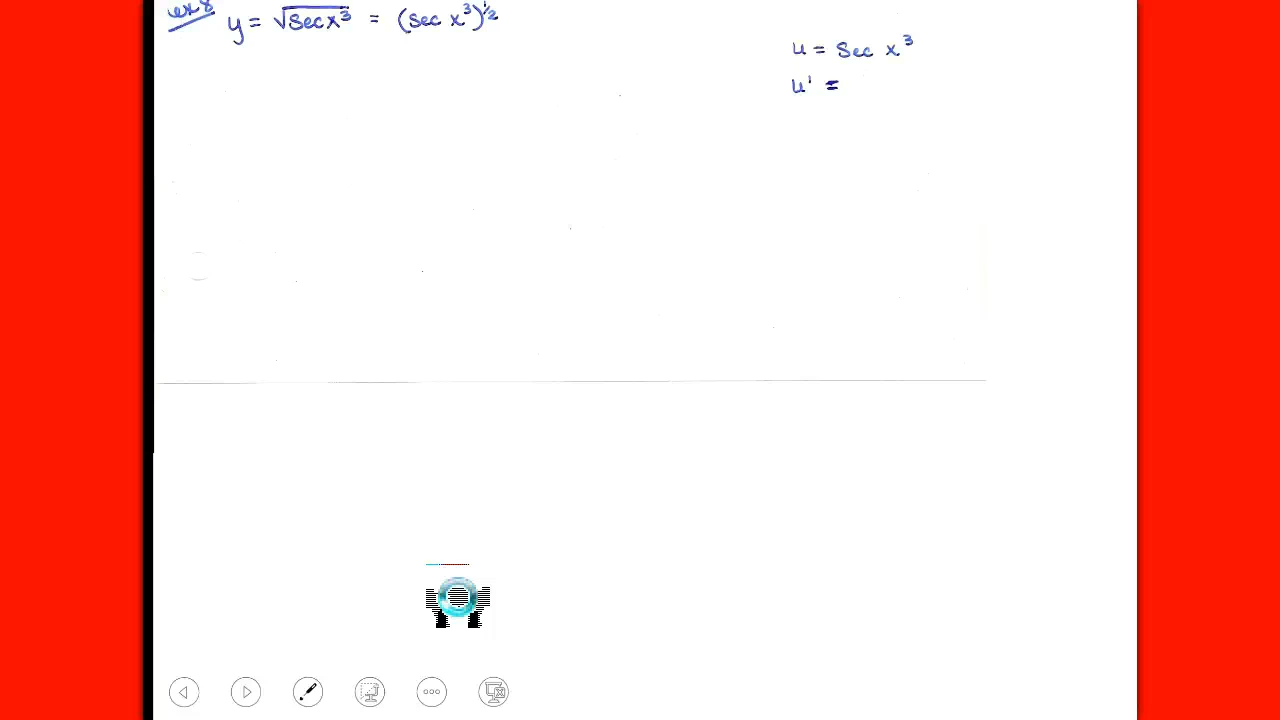 ex 8 y = √sec x³ = (sec x³)^½
u = sec x³
u' =